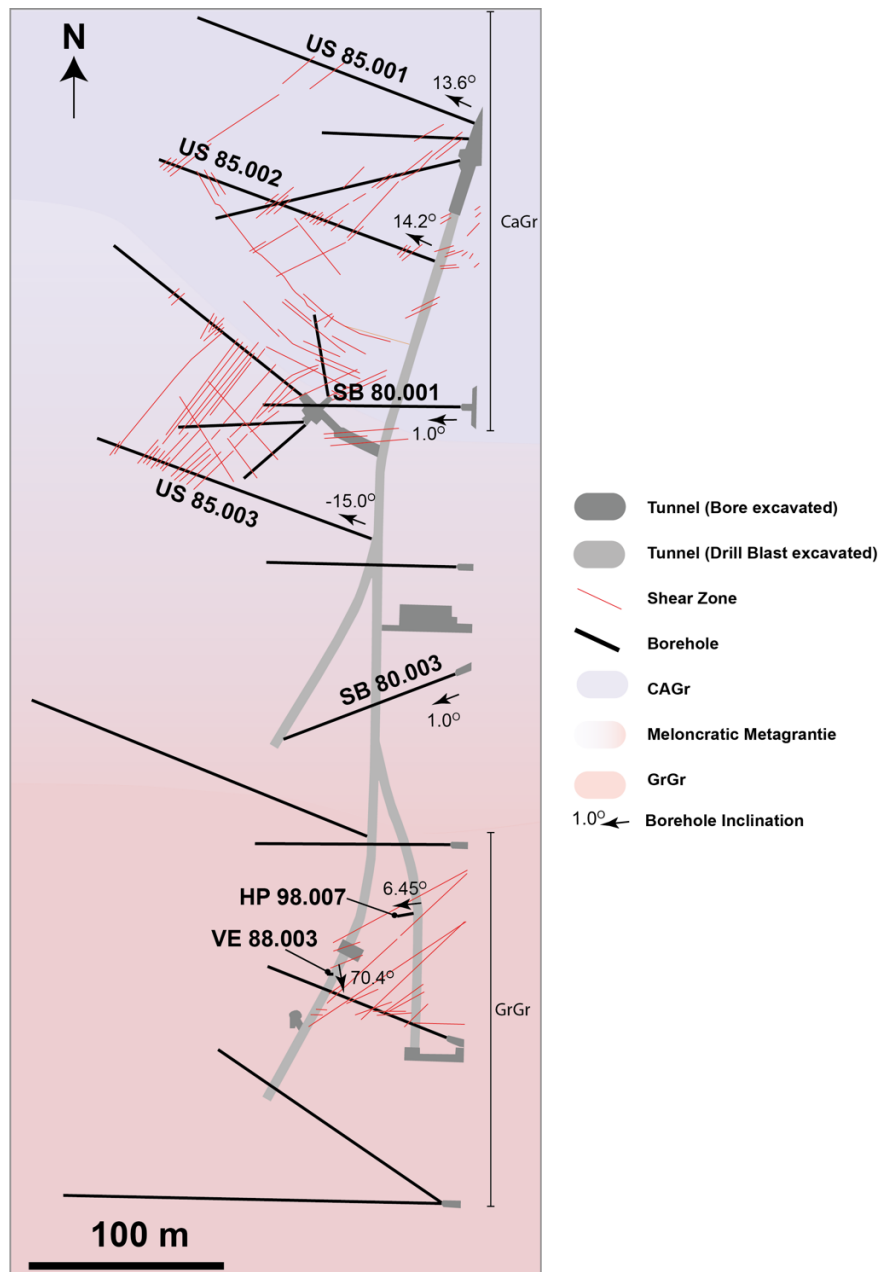 N
US 85.001
13.6°
US 85.002
14.2°
CaGr
SB 80.001
1.0°
US 85.003
-15.0°
SB 80.003
1.0°
HP 98.007
6.45°
VE 88.003
70.4°
GrGr
100 m
Tunnel (Bore excavated)
Tunnel (Drill Blast excavated)
Shear Zone
Borehole
CAGr
Meloncratic Metagrantie
GrGr
1.0° Borehole Inclination